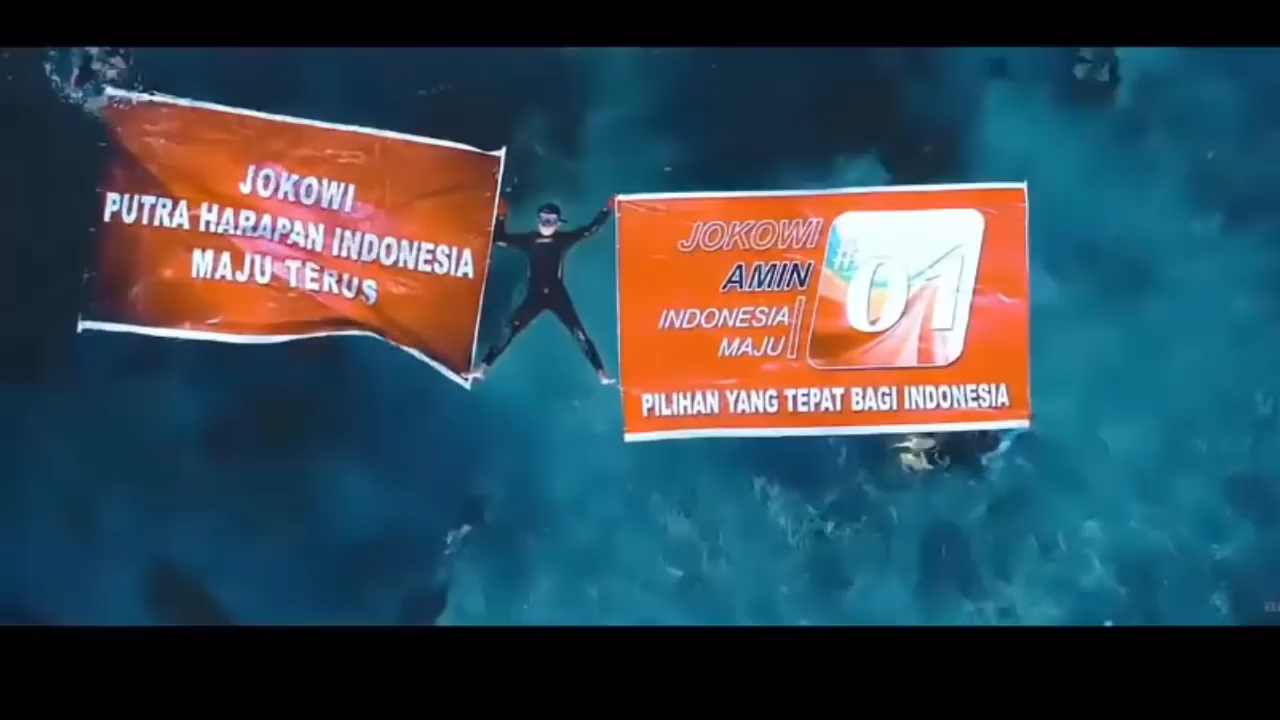 JOKOWI
PUTRA HARAPAN INDONESIA
MAJU TERUS
JOKOWI
AMIN
INDONESIA
MAJU
#01
PILIHAN YANG TEPAT BAGI INDONESIA